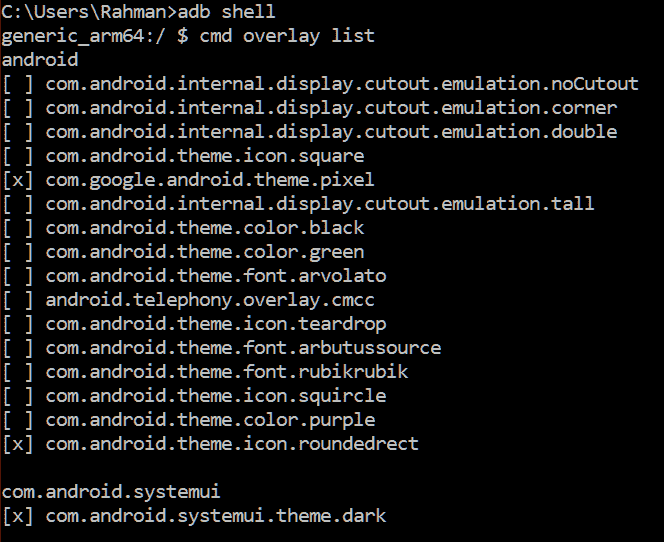 C:\Users\Rahman>adb shell
generic_arm64:/ $ cmd overlay list
android
[ ] com.android.internal.display.cutout.emulation.noCutout
[ ] com.android.internal.display.cutout.emulation.corner
[ ] com.android.internal.display.cutout.emulation.double
[ ] com.android.theme.icon.square
[x] com.google.android.theme.pixel
[ ] com.android.internal.display.cutout.emulation.tall
[ ] com.android.theme.color.black
[ ] com.android.theme.color.green
[ ] com.android.theme.font.arvolato
[ ] android.telephony.overlay.cmcc
[ ] com.android.theme.icon.teardrop
[ ] com.android.theme.font.arbutussource
[ ] com.android.theme.font.rubikrubik
[ ] com.android.theme.icon.squircle
[ ] com.android.theme.color.purple
[x] com.android.theme.icon.roundedrect
com.android.systemui
[x] com.android.systemui.theme.dark